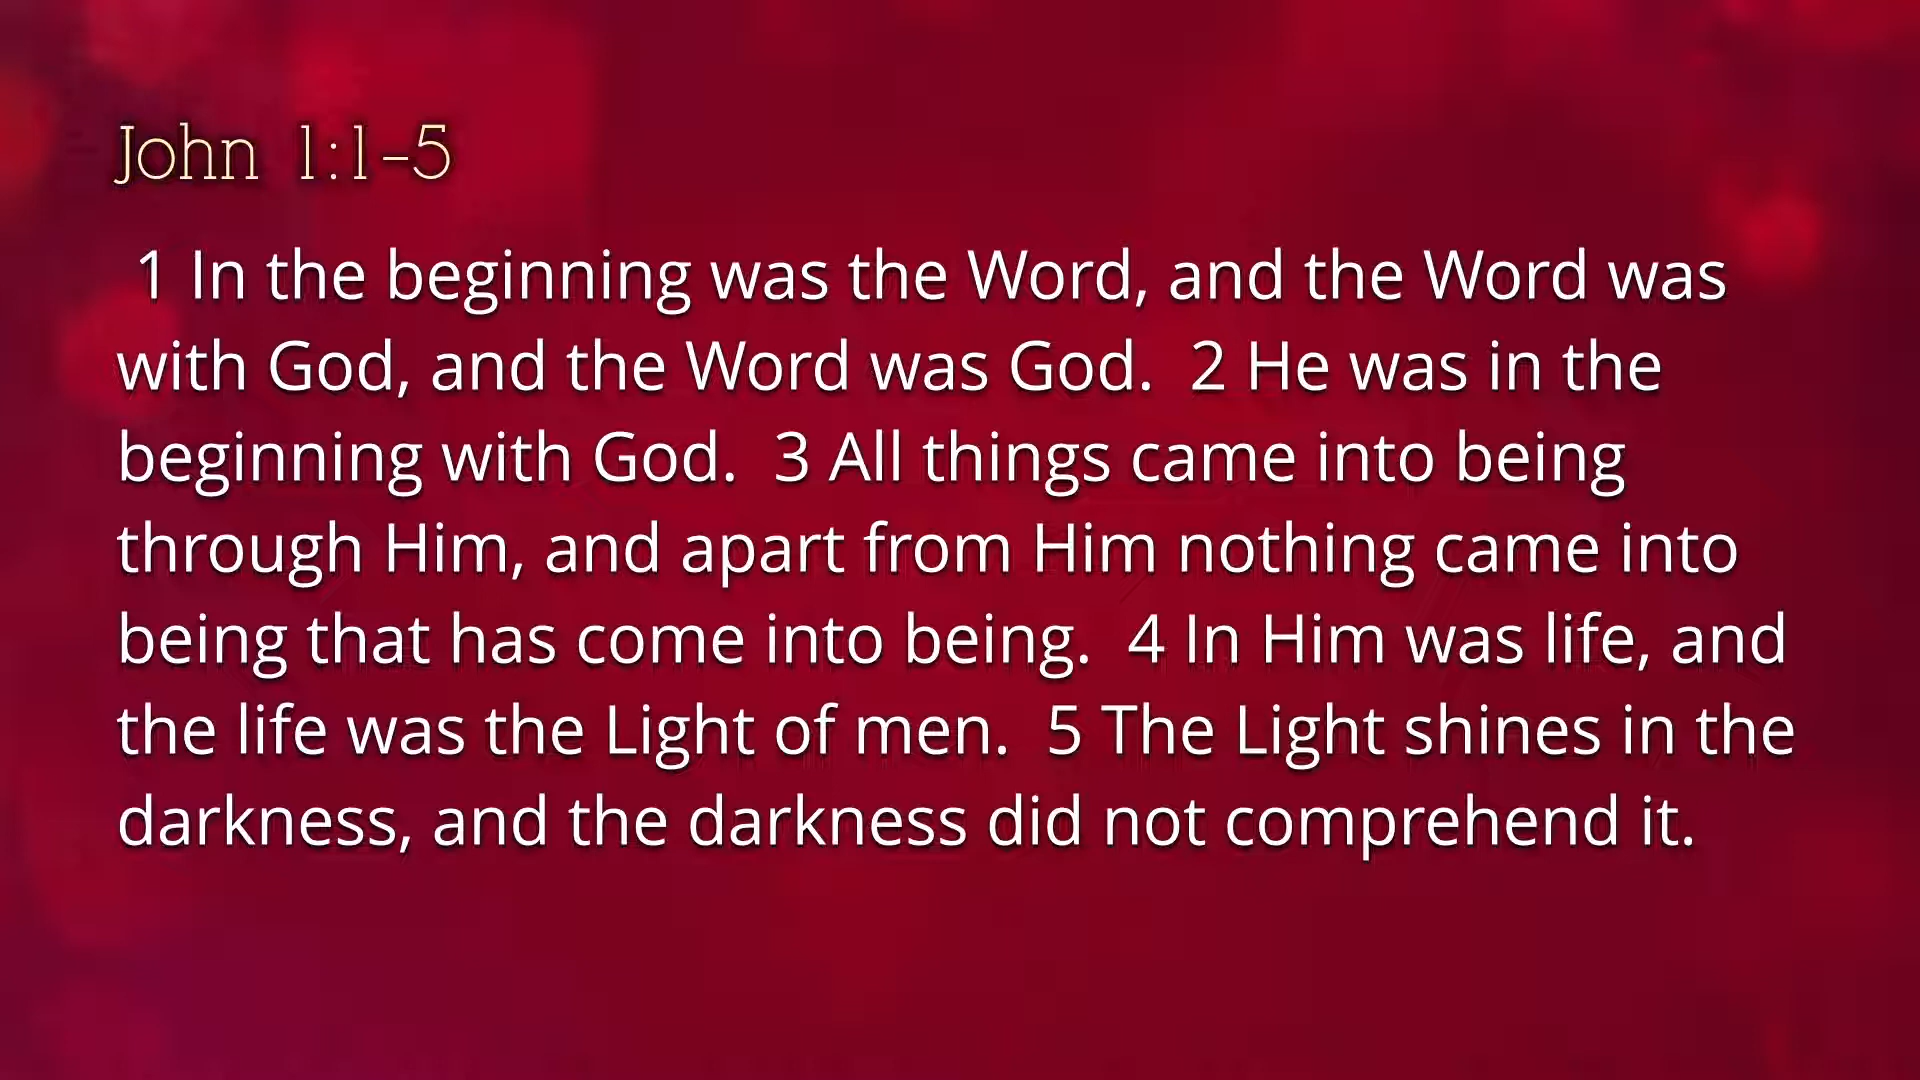 John 1:1–5
1 In the beginning was the Word, and the Word was
with God, and the Word was God.  2 He was in the
beginning with God.  3 All things came into being
through Him, and apart from Him nothing came into
being that has come into being.  4 In Him was life, and
the life was the Light of men.  5 The Light shines in the
darkness, and the darkness did not comprehend it.